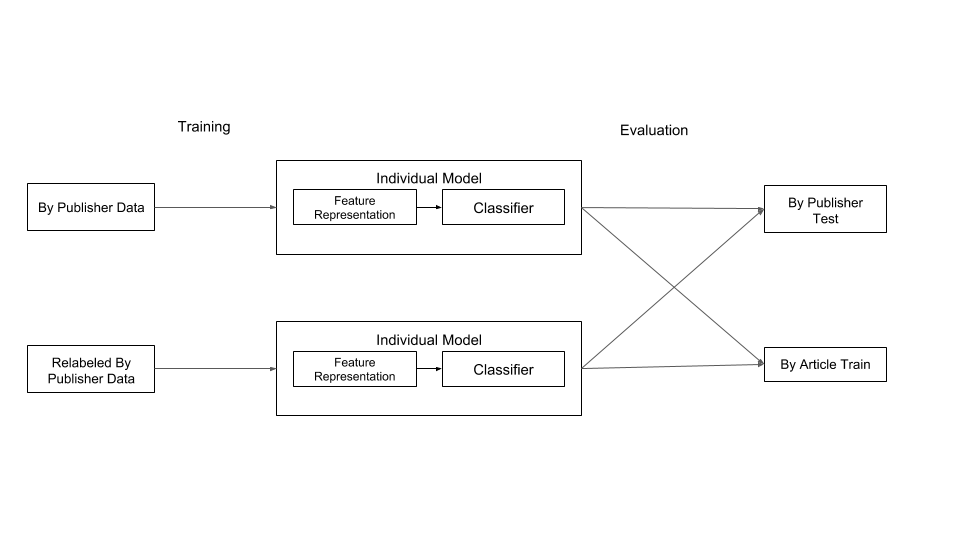 Training
Evaluation
By Publisher Data
Individual Model
Feature
Representation
Classifier
By Publisher
Test
Relabeled By
Publisher Data
Individual Model
Feature
Representation
Classifier
By Article Train